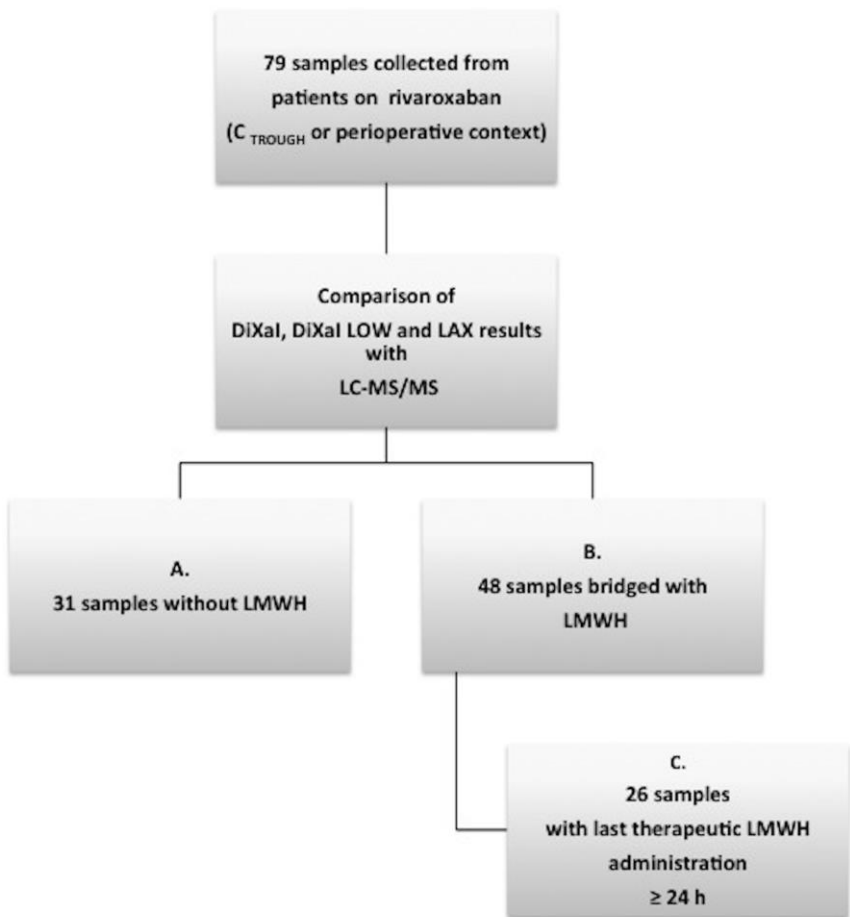 79 samples collected from
patients on rivaroxaban
(C TROUGH or perioperative context)
Comparison of
DiXaI, DiXaI LOW and LAX results
with
LC-MS/MS
A.
31 samples without LMWH
B.
48 samples bridged with
LMWH
C.
26 samples
with last therapeutic LMWH
administration
≥ 24 h